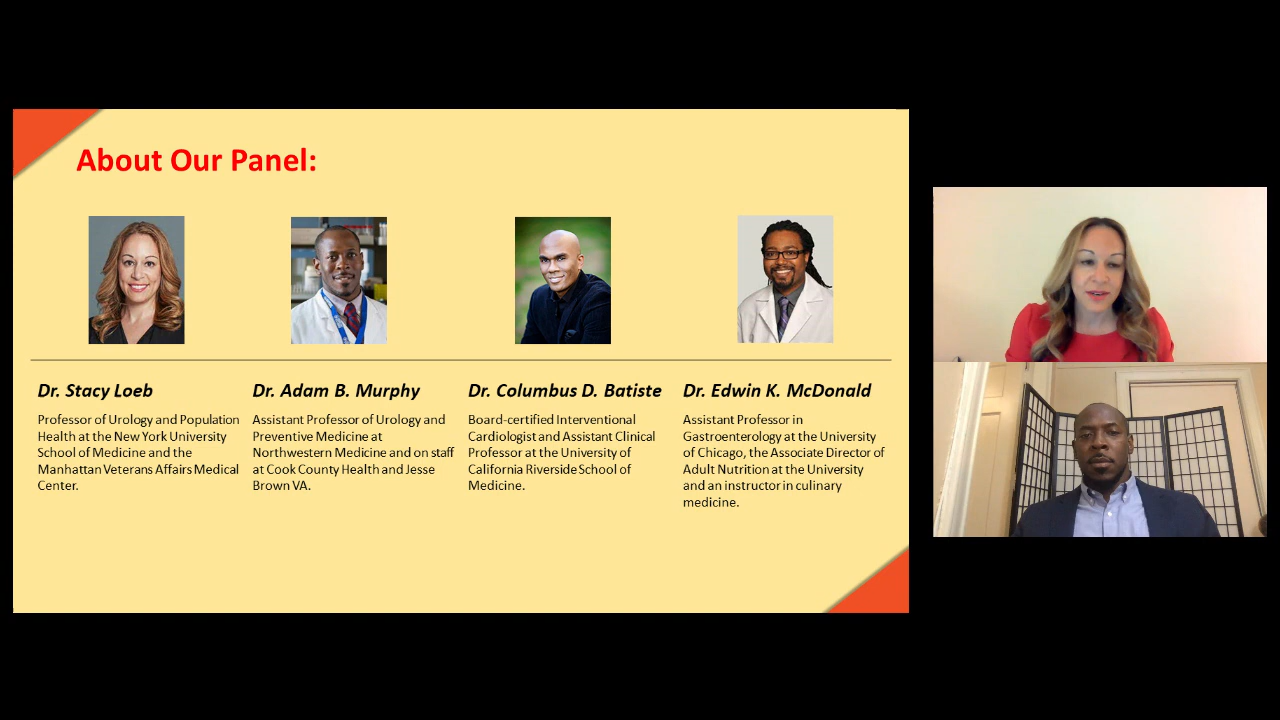 About Our Panel:
Dr. Stacy Loeb
Professor of Urology and Population
Health at the New York University
School of Medicine and the
Manhattan Veterans Affairs Medical
Center.
Dr. Adam B. Murphy
Assistant Professor of Urology and
Preventive Medicine at
Northwestern Medicine and on staff
at Cook County Health and Jesse
Brown VA.
Dr. Columbus D. Batiste
Board-certified Interventional
Cardiologist and Assistant Clinical
Professor at the University of
California Riverside School of
Medicine.
Dr. Edwin K. McDonald
Assistant Professor in
Gastroenterology at the University
of Chicago, the Associate Director of
Adult Nutrition at the University
and an instructor in culinary
medicine.